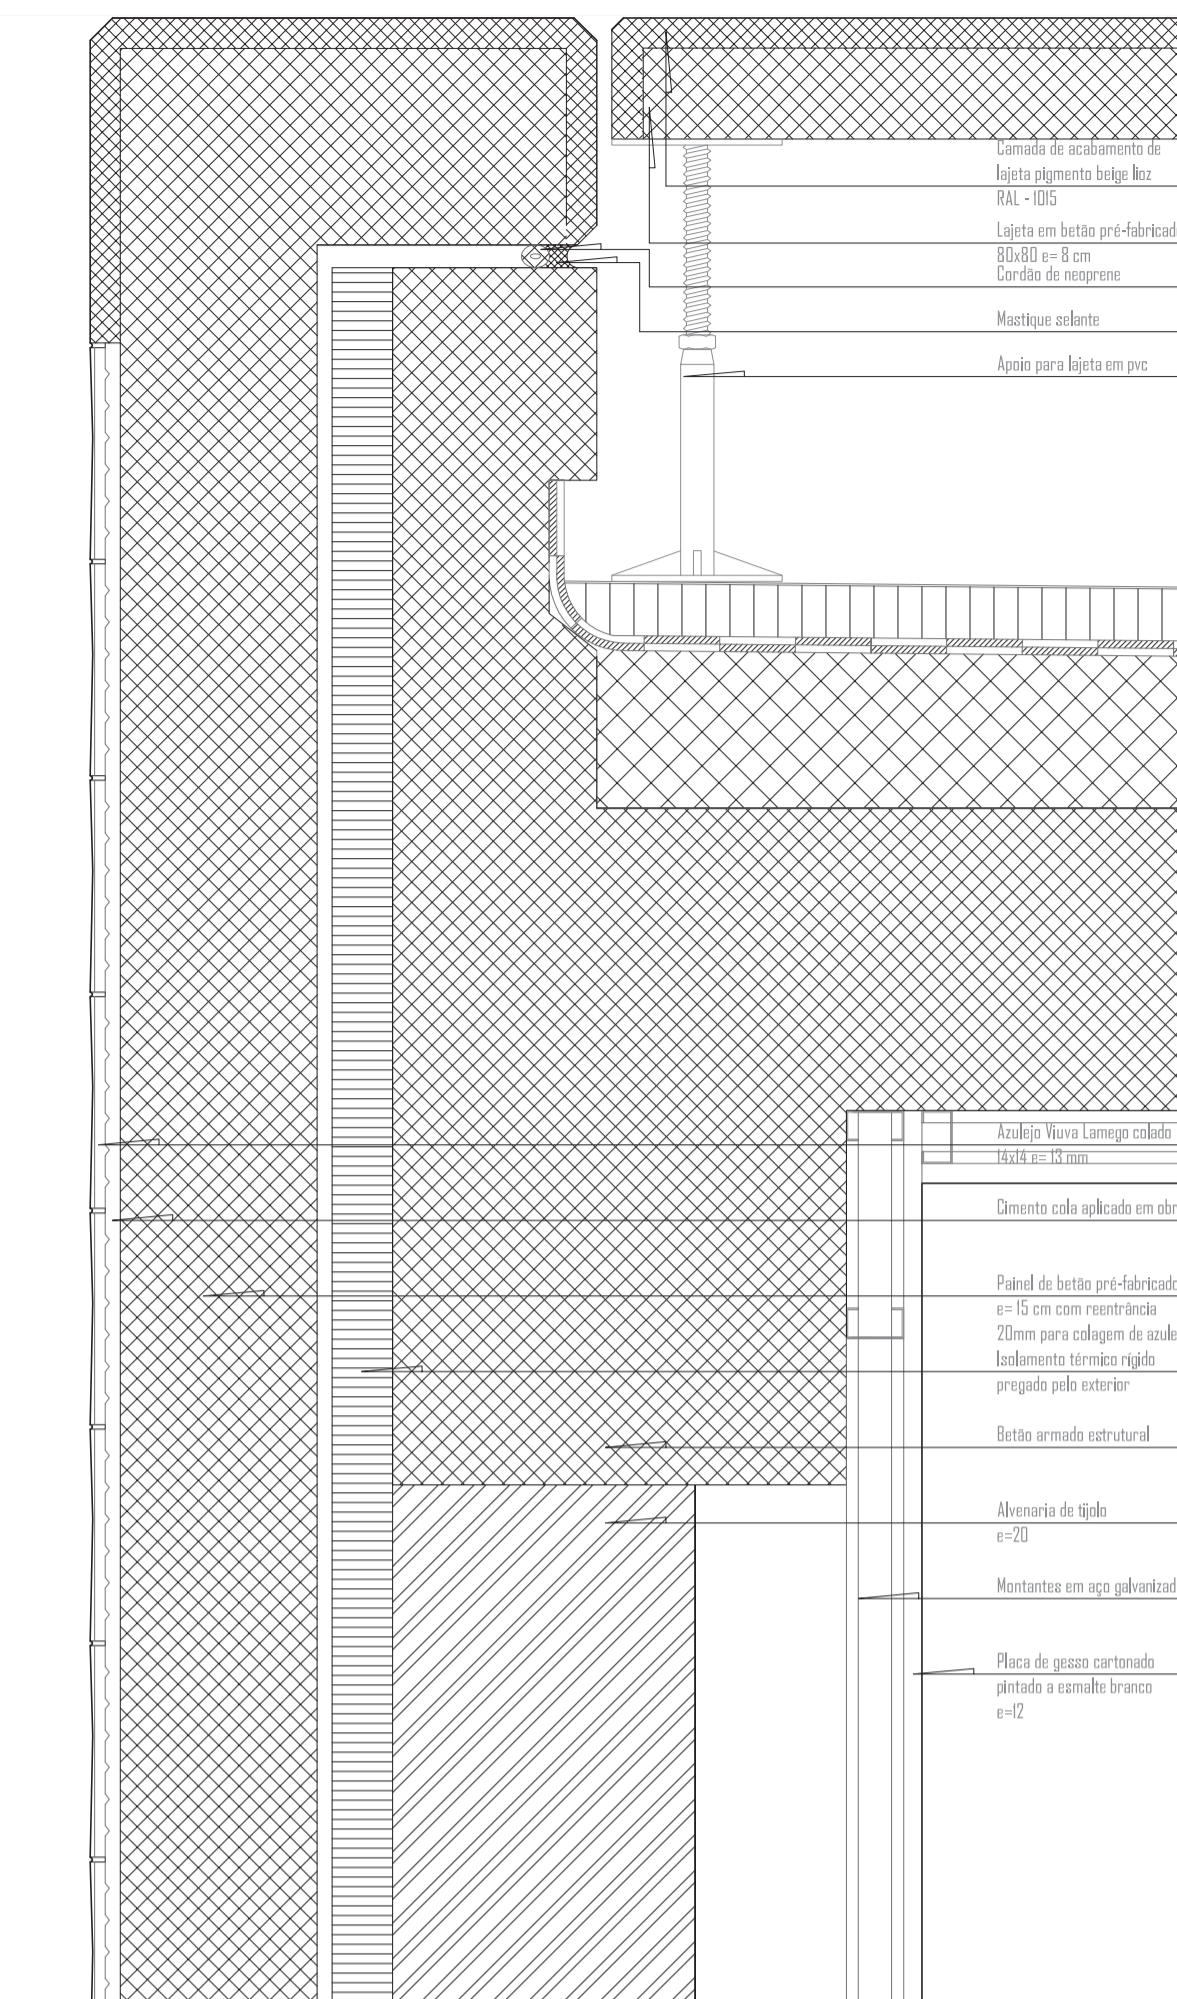 Camada de acabamento de
lajeta pigmento beige lioz
RAL - 1015
Lajeta em betão pré-fabricad
80x80 e= 8 cm
Cordão de neoprene
Mastique selante
Apoio para lajeta em pvc
Azulejo Viuva Lamego colado
14x14 e= 13 mm
Cimento cola aplicado em obr
Painel de betão pré-fabricado
e= 15 cm com reentrância
20mm para colagem de azule
Isolamento térmico rígido
pregado pelo exterior
Betão armado estrutural
Alvenaria de tijolo
e=20
Montantes em aço galvanizad
Placa de gesso cartonado
pintado a esmalte branco
e=12